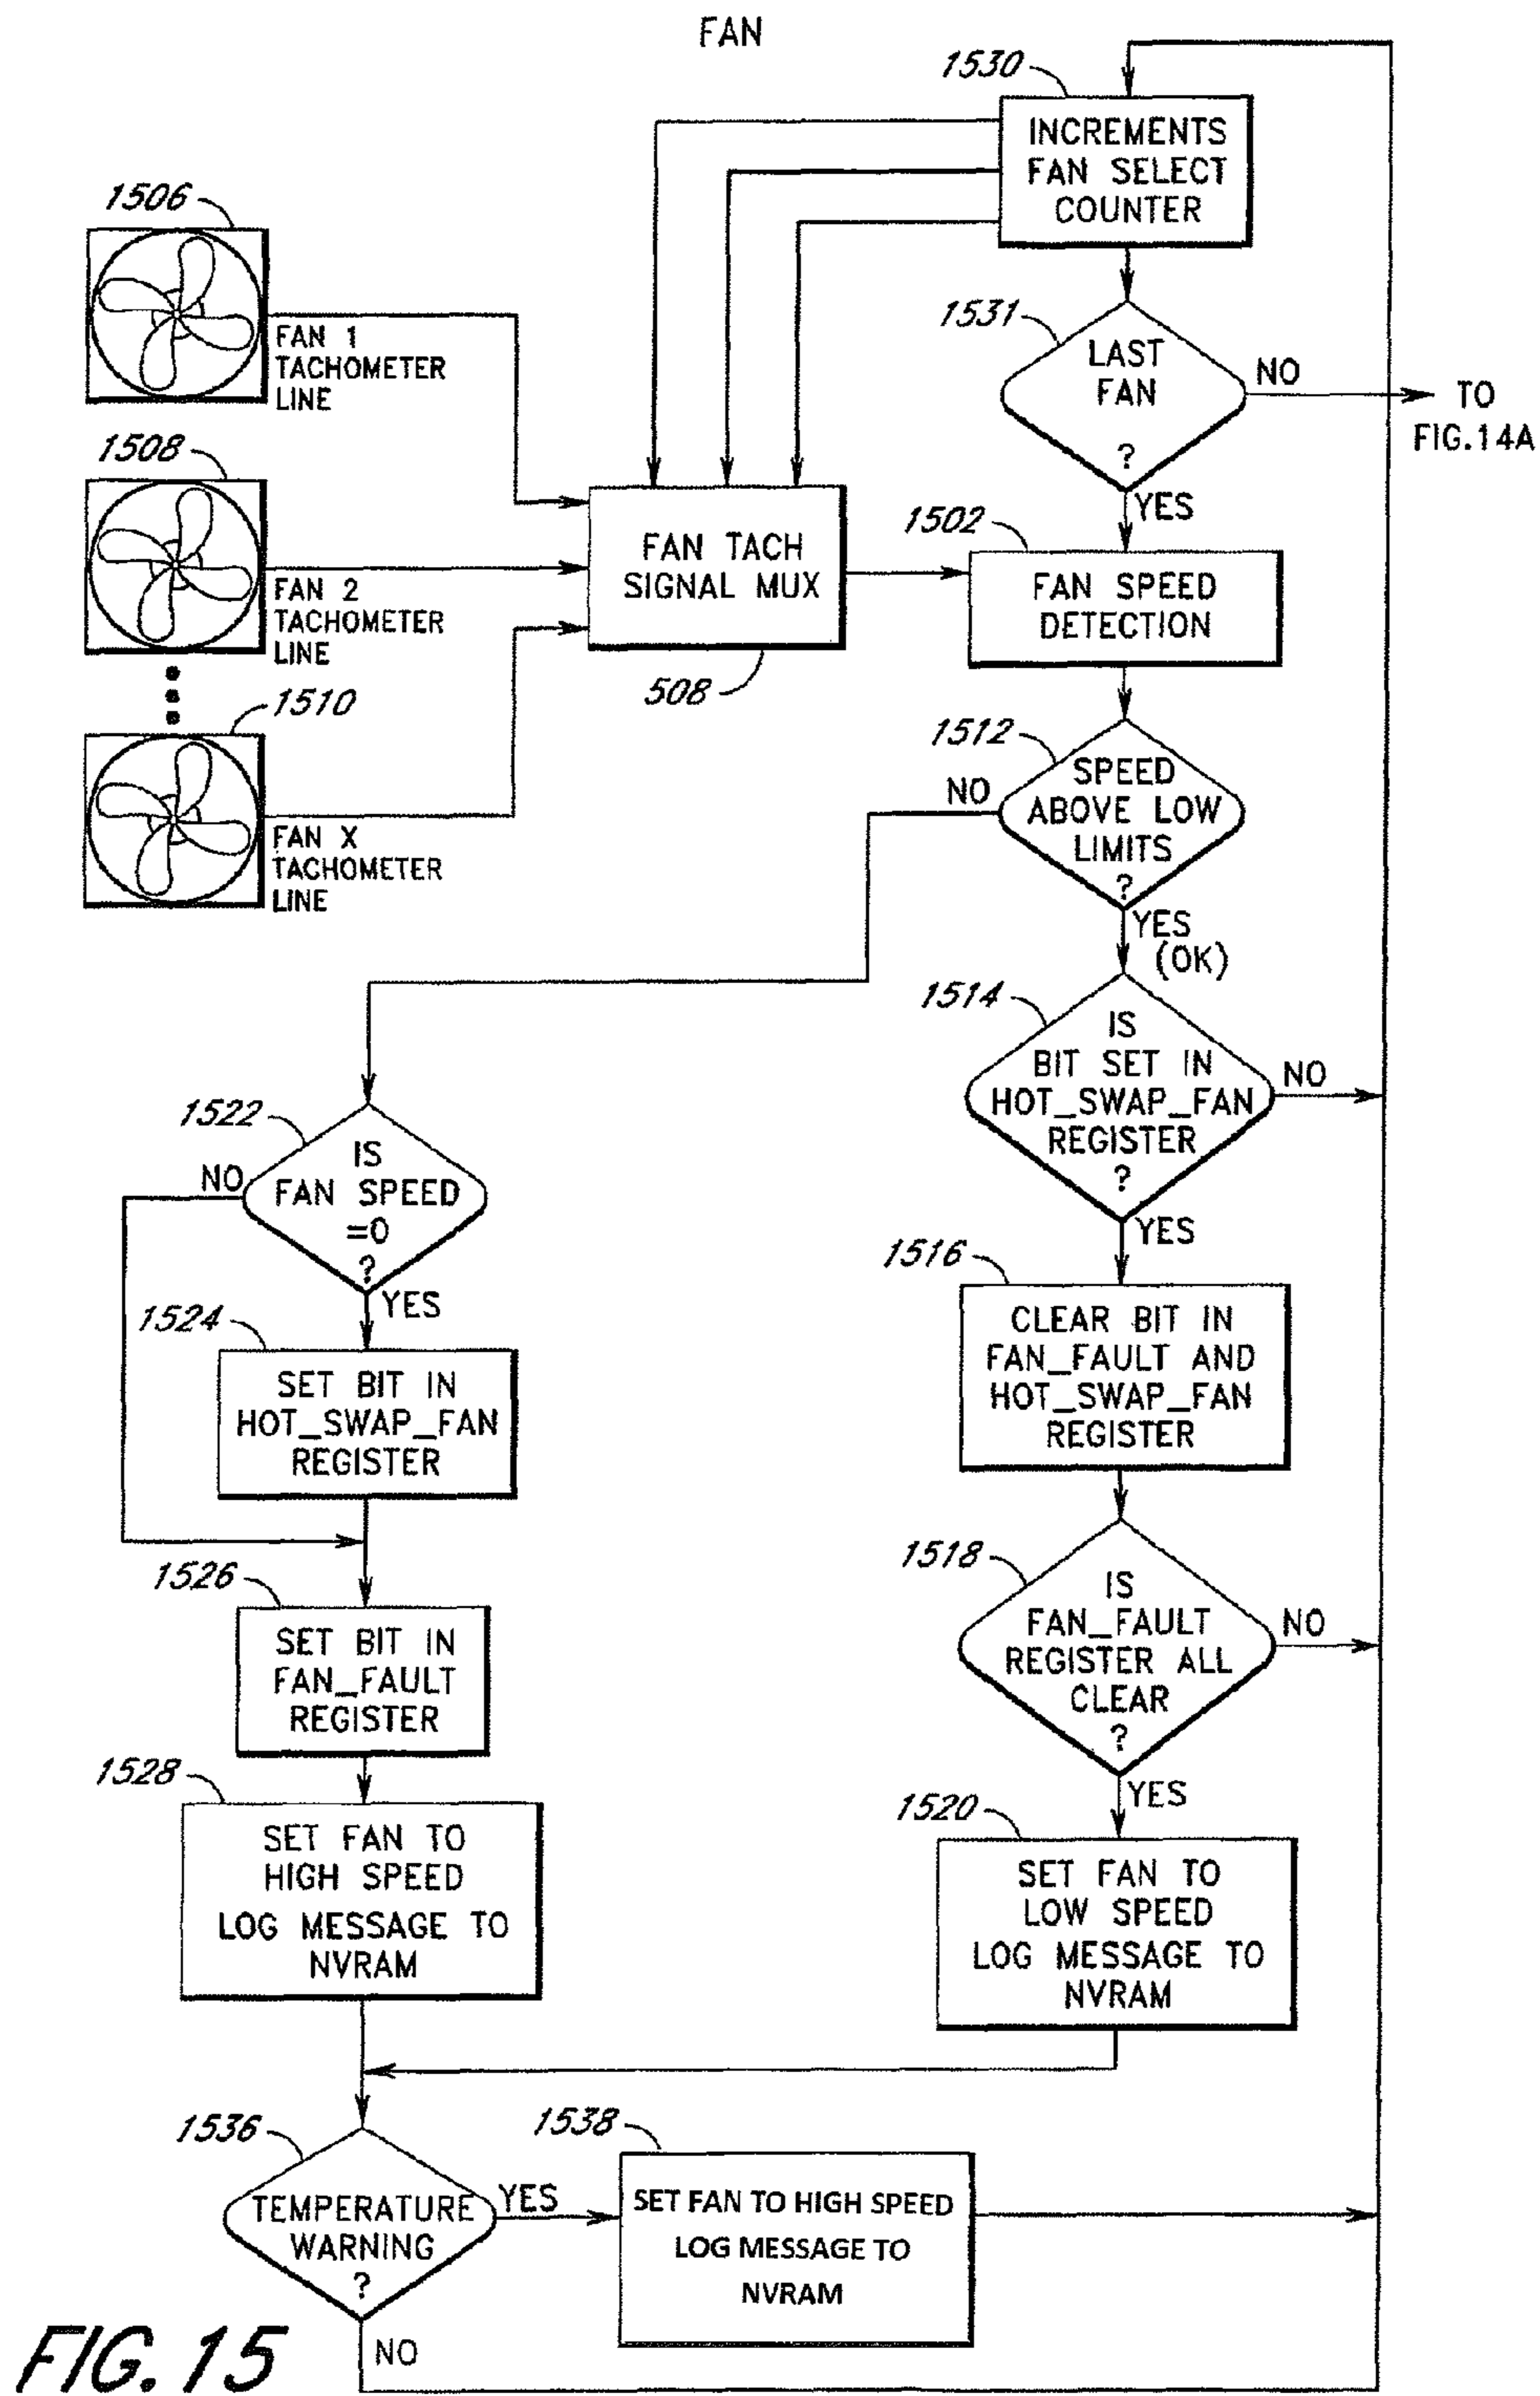 FAN
1530
INCREMENTS
FAN SELECT
COUNTER
1506
FAN 1
TACHOMETER
LINE
1531
LAST
FAN
?
NO
TO
FIG.14A
YES
1508
FAN 2
TACHOMETER
LINE
FAN TACH
SIGNAL MUX
508
1502
FAN SPEED
DETECTION
1510
FAN X
TACHOMETER
LINE
1512
SPEED
ABOVE LOW
LIMITS
?
NO
YES
(OK)
1514
IS
BIT SET IN
HOT_SWAP_FAN
REGISTER
?
NO
YES
1522
IS
FAN SPEED
=0
?
NO
YES
1516
CLEAR BIT IN
FAN_FAULT AND
HOT_SWAP_FAN
REGISTER
1524
SET BIT IN
HOT_SWAP_FAN
REGISTER
1518
IS
FAN_FAULT
REGISTER ALL
CLEAR
?
NO
YES
1526
SET BIT IN
FAN_FAULT
REGISTER
1528
SET FAN TO
HIGH SPEED
LOG MESSAGE TO
NVRAM
1520
SET FAN TO
LOW SPEED
LOG MESSAGE TO
NVRAM
1536
TEMPERATURE
WARNING
?
YES
NO
1538
SET FAN TO HIGH SPEED
LOG MESSAGE TO
NVRAM
FIG. 15